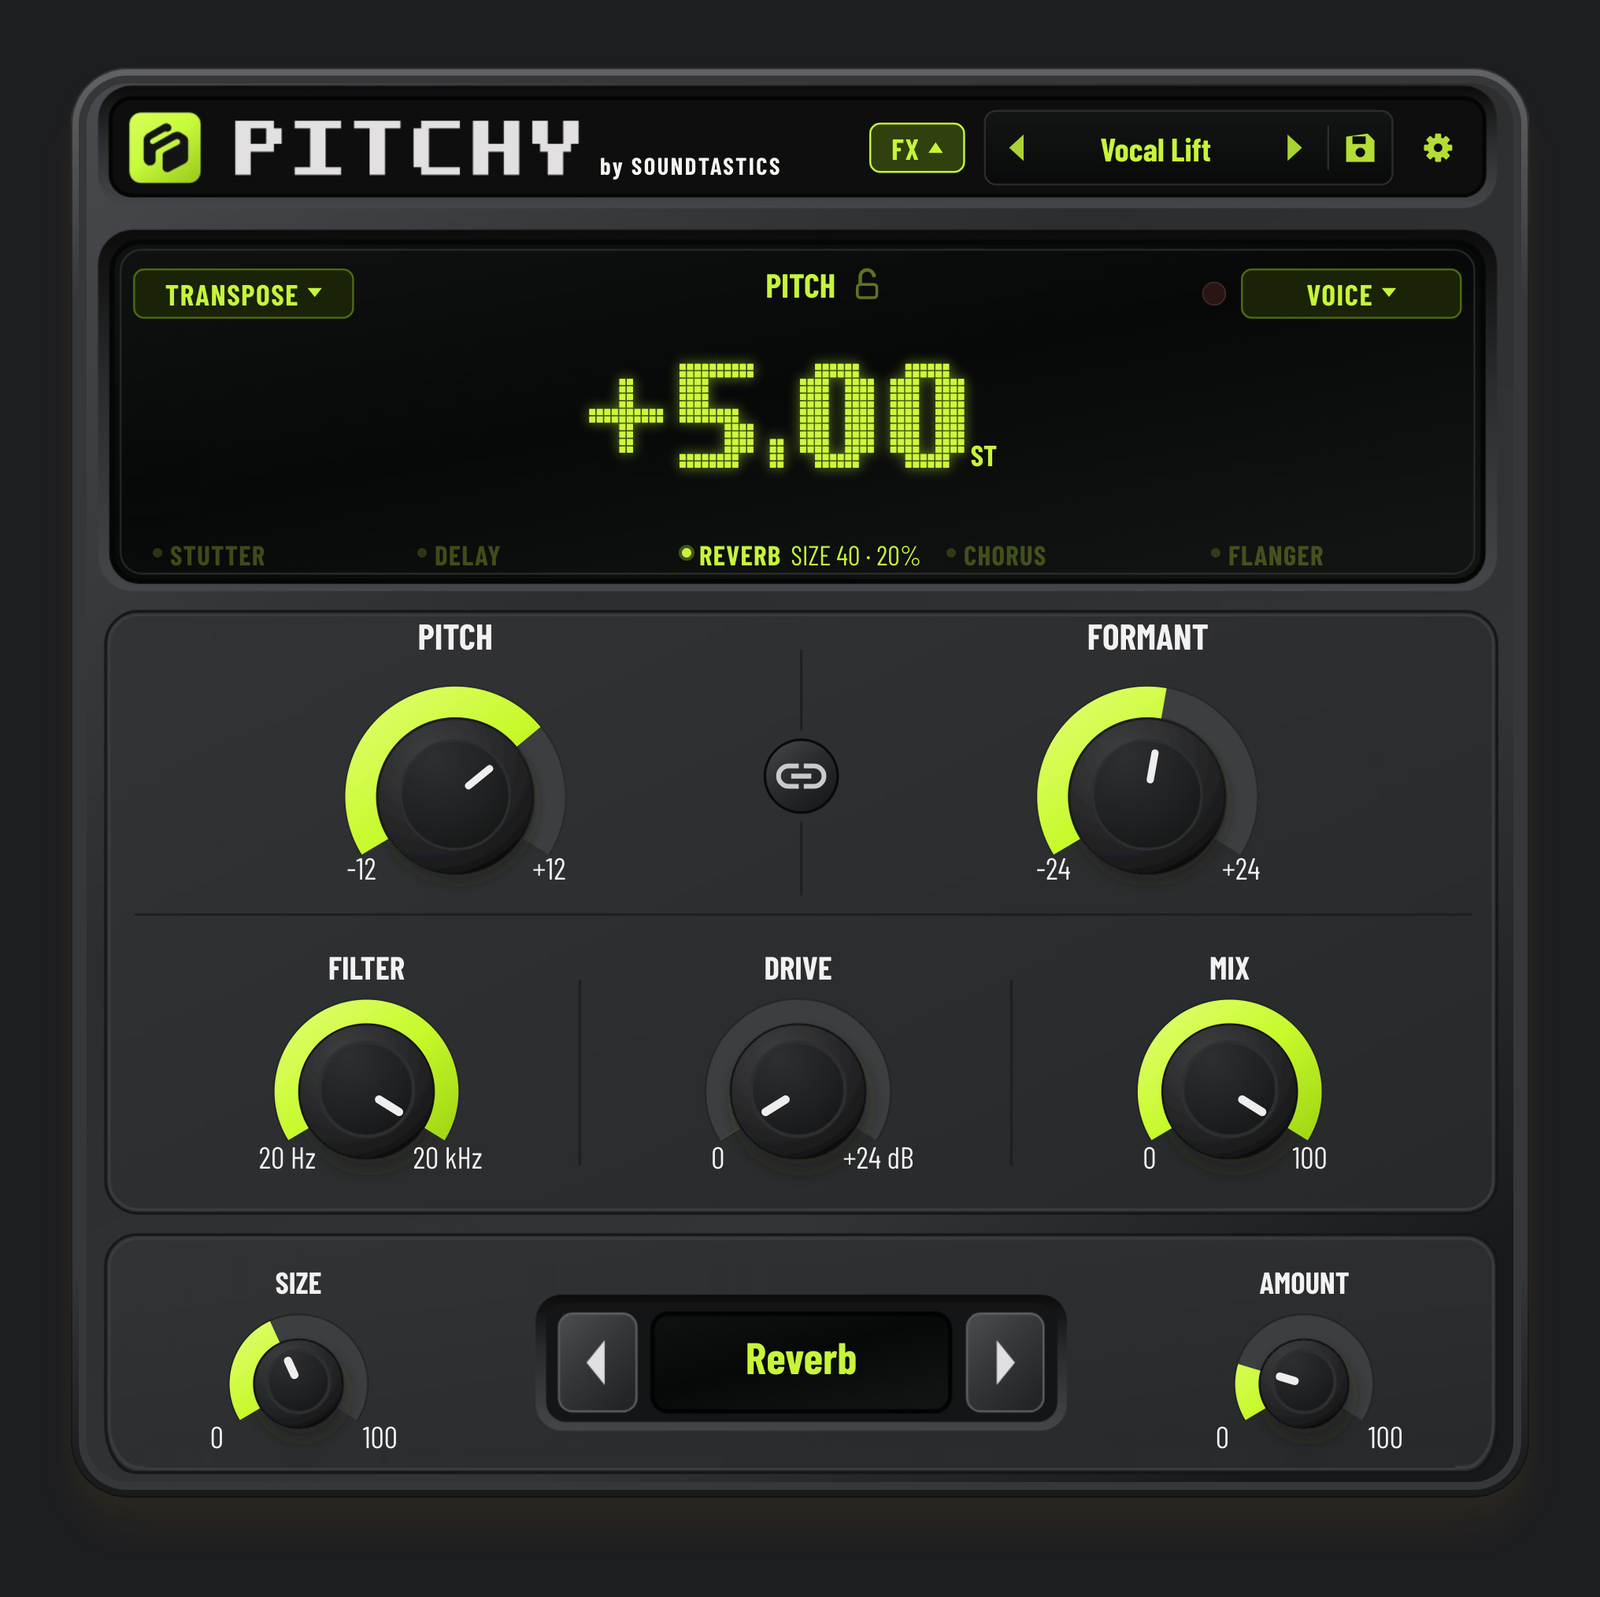 PITCHY by SOUNDTASTICS FX Vocal Lift
TRANSPOSE PITCH VOICE
+5.00 ST
STUTTER DELAY REVERB SIZE 40 · 20% CHORUS FLANGER
PITCH FORMANT
-12 +12 -24 +24
FILTER DRIVE MIX
20 Hz 20 kHz 0 +24 dB 0 100
SIZE AMOUNT
Reverb
0 100 0 100